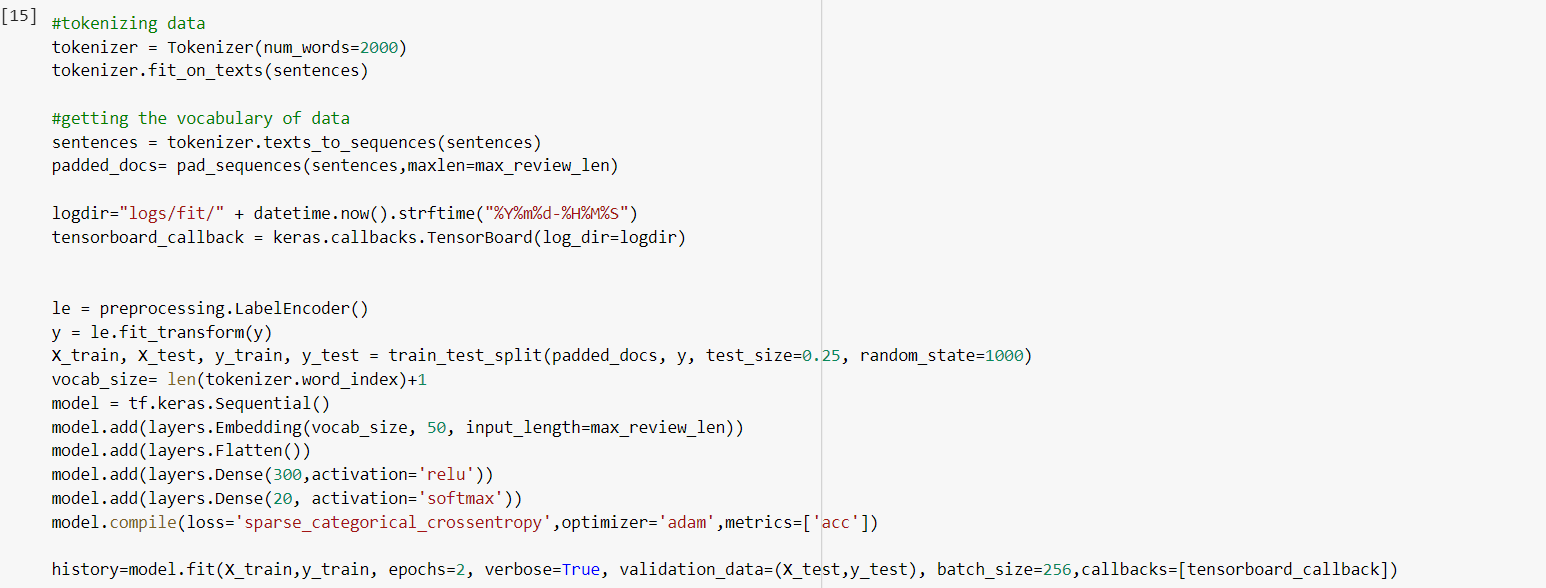 [15]
#tokenizing data
tokenizer = Tokenizer(num_words=2000)
tokenizer.fit_on_texts(sentences)
#getting the vocabulary of data
sentences = tokenizer.texts_to_sequences(sentences)
padded_docs= pad_sequences(sentences,maxlen=max_review_len)
logdir="logs/fit/" + datetime.now().strftime("%Y%m%d-%H%M%S")
tensorboard_callback = keras.callbacks.TensorBoard(log_dir=logdir)
le = preprocessing.LabelEncoder()
y = le.fit_transform(y)
X_train, X_test, y_train, y_test = train_test_split(padded_docs, y, test_size=0.25, random_state=1000)
vocab_size= len(tokenizer.word_index)+1
model = tf.keras.Sequential()
model.add(layers.Embedding(vocab_size, 50, input_length=max_review_len))
model.add(layers.Flatten())
model.add(layers.Dense(300,activation='relu'))
model.add(layers.Dense(20, activation='softmax'))
model.compile(loss='sparse_categorical_crossentropy',optimizer='adam',metrics=['acc'])
history=model.fit(X_train,y_train, epochs=2, verbose=True, validation_data=(X_test,y_test), batch_size=256,callbacks=[tensorboard_callback])